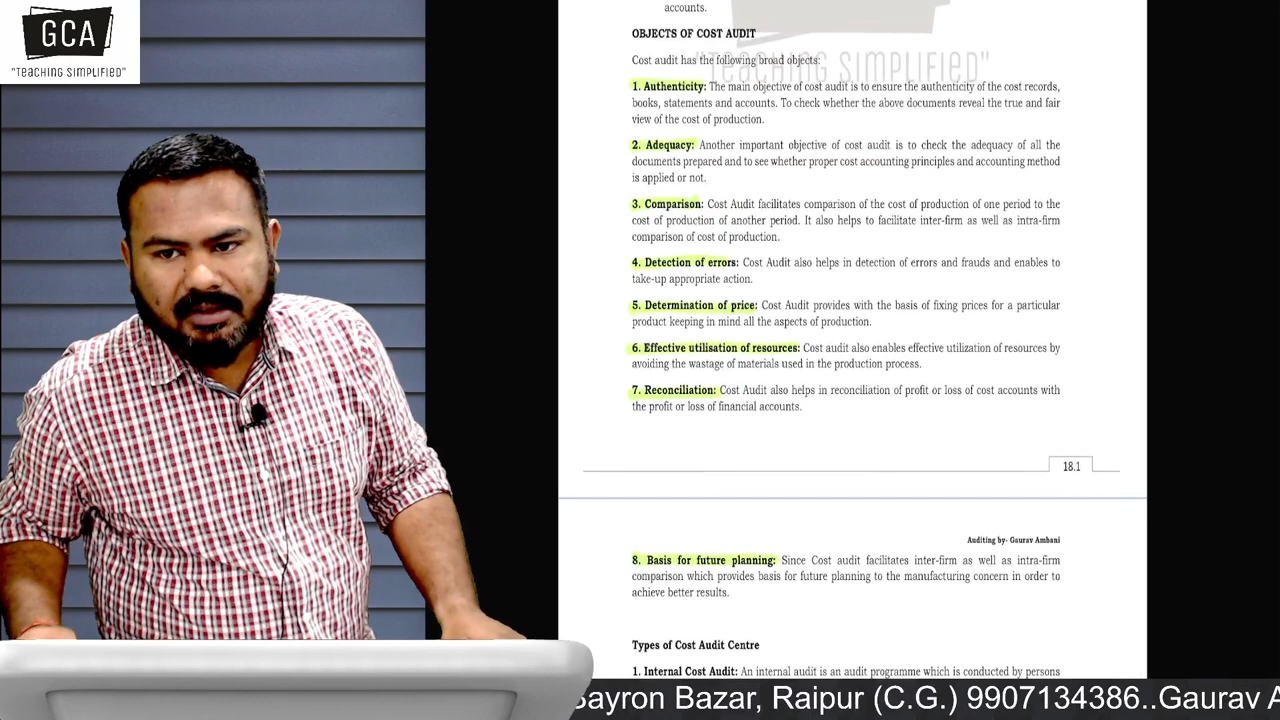 GCA
"TEACHING SIMPLIFIED"
accounts.
OBJECTS OF COST AUDIT
"TEACHING SIMPLIFIED"
Cost audit has the following broad objects:
1. Authenticity: The main objective of cost audit is to ensure the authenticity of the cost records,
books, statements and accounts. To check whether the above documents reveal the true and fair
view of the cost of production.
2. Adequacy: Another important objective of cost audit is to check the adequacy of all the
documents prepared and to see whether proper cost accounting principles and accounting method
is applied or not.
3. Comparison: Cost Audit facilitates comparison of the cost of production of one period to the
cost of production of another period. It also helps to facilitate inter-firm as well as intra-firm
comparison of cost of production.
4. Detection of errors: Cost Audit also helps in detection of errors and frauds and enables to
take-up appropriate action.
5. Determination of price: Cost Audit provides with the basis of fixing prices for a particular
product keeping in mind all the aspects of production.
6. Effective utilisation of resources: Cost audit also enables effective utilization of resources by
avoiding the wastage of materials used in the production process.
7. Reconciliation: Cost Audit also helps in reconciliation of profit or loss of cost accounts with
the profit or loss of financial accounts.
18.1
Auditing by- Gaurav Ambani
8. Basis for future planning: Since Cost audit facilitates inter-firm as well as intra-firm
comparison which provides basis for future planning to the manufacturing concern in order to
achieve better results.
Types of Cost Audit Centre
1. Internal Cost Audit: An internal audit is an audit programme which is conducted by persons
Bayron Bazar, Raipur (C.G.) 9907134386..Gaurav A